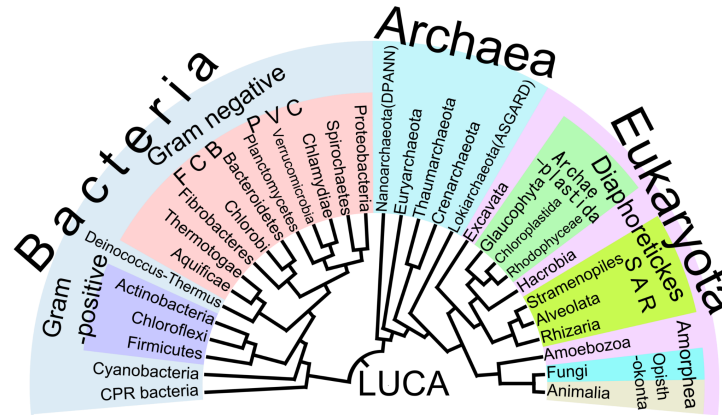 Bacteria
Archaea
Eukaryota
Gram negative
Gram
-positive
F C B
P V C
CPR bacteria
Cyanobacteria
Firmicutes
Chloroflexi
Actinobacteria
Deinococcus-Thermus
Aquificae
Thermotogae
Fibrobacteres
Chlorobi
Bacteroidetes
Planctomycetes
Verrucomicrobia
Chlamydiae
Spirochaetes
Proteobacteria
Nanoarchaeota(DPANN)
Euryarchaeota
Thaumarchaeota
Crenarchaeota
Lokiarchaeota(ASGARD)
Excavata
Diaphoretickes
Archae
-plastida
Glaucophyta
Chloroplastida
Rhodophyceae
Hacrobia
S A R
Stramenopiles
Alveolata
Rhizaria
Amorphea
Amoebozoa
Opisth
-okonta
Fungi
Animalia
LUCA